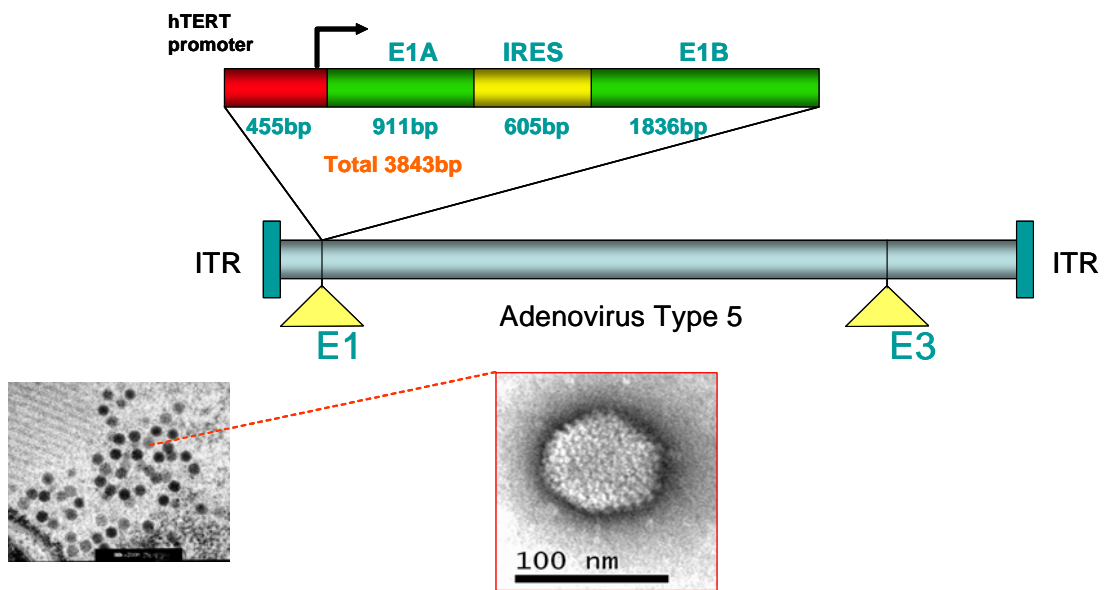 hTERT
promoter
E1A IRES E1B
455bp 911bp 605bp 1836bp
Total 3843bp
ITR ITR
Adenovirus Type 5
E1 E3
100 nm